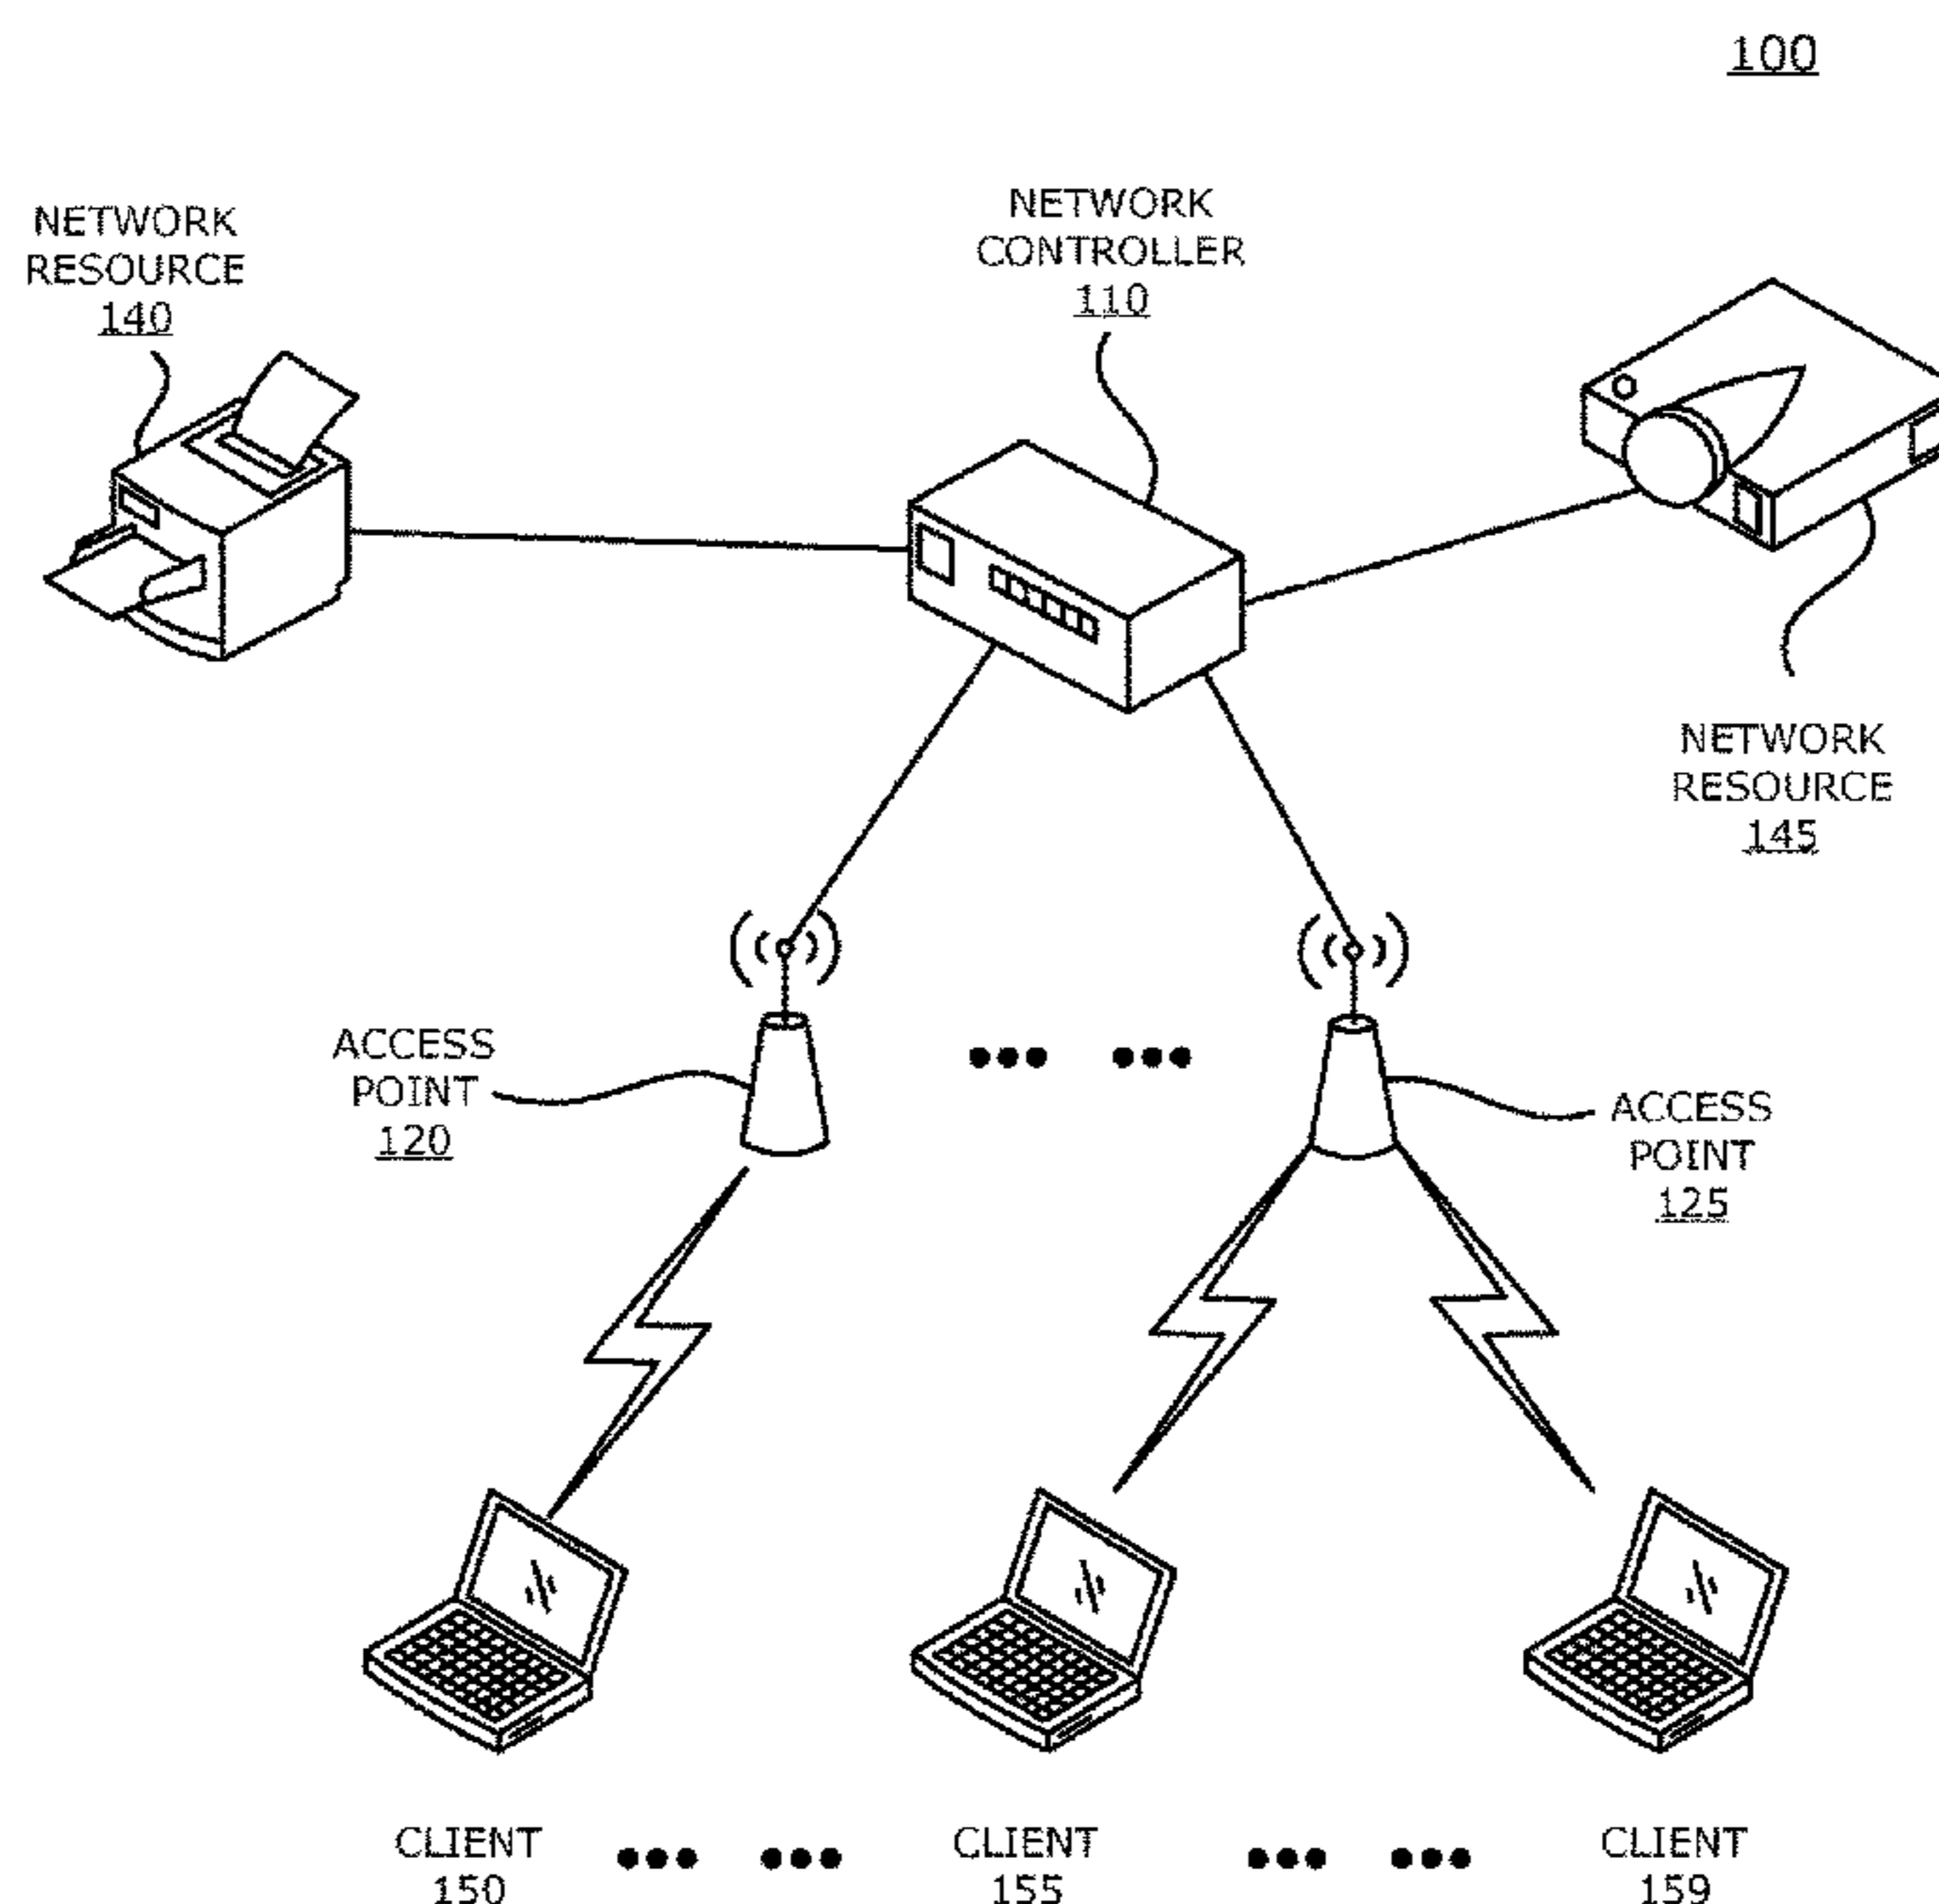 100
NETWORK
RESOURCE
140
NETWORK
CONTROLLER
110
NETWORK
RESOURCE
145
ACCESS
POINT
120
ACCESS
POINT
125
CLIENT
150
CLIENT
155
CLIENT
159